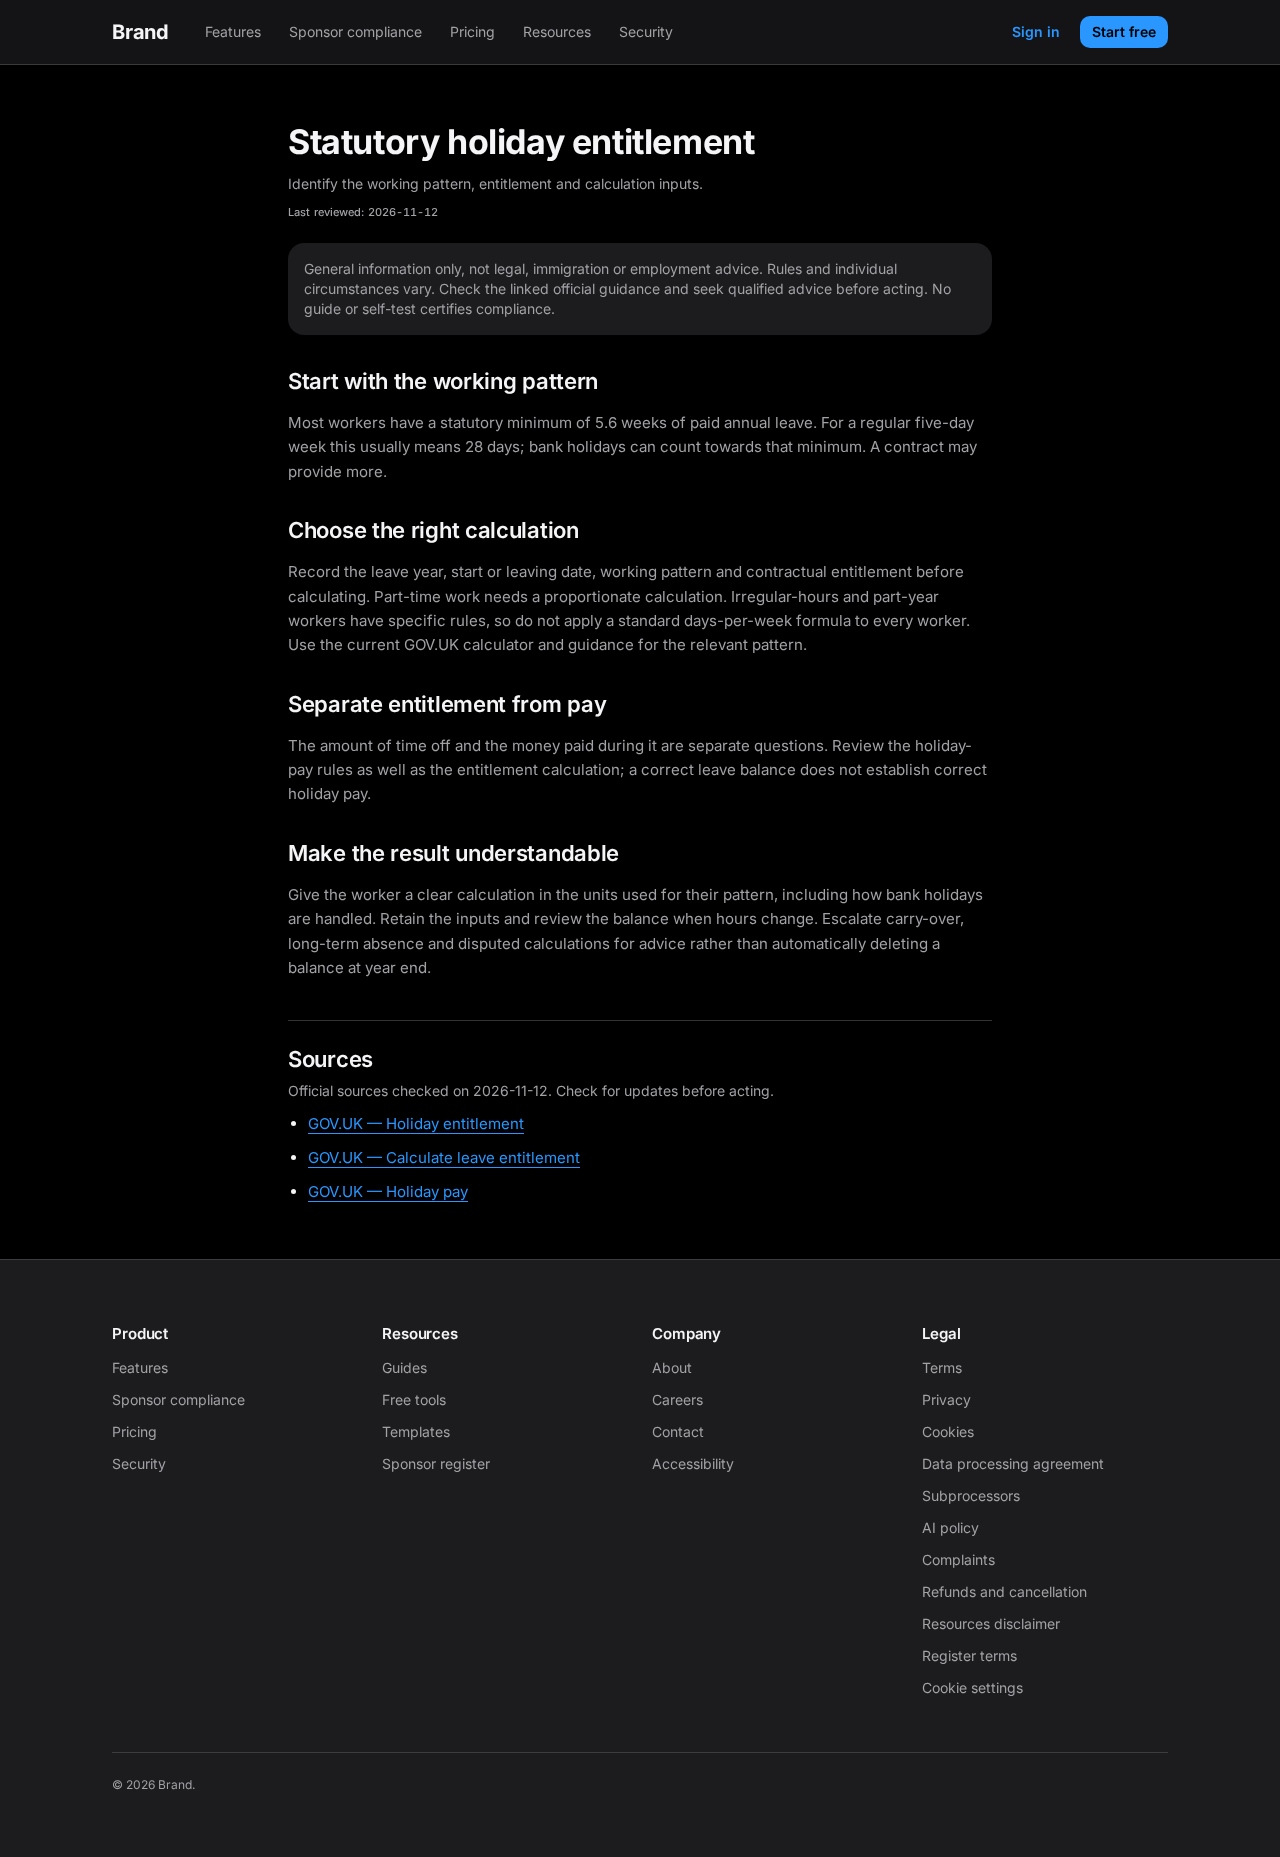 Brand
Features
Sponsor compliance
Pricing
Resources
Security
Sign in
Start free
Statutory holiday entitlement
Identify the working pattern, entitlement and calculation inputs.
Last reviewed: 2026-11-12
General information only, not legal, immigration or employment advice. Rules and individual
circumstances vary. Check the linked official guidance and seek qualified advice before acting. No
guide or self-test certifies compliance.
Start with the working pattern
Most workers have a statutory minimum of 5.6 weeks of paid annual leave. For a regular five-day
week this usually means 28 days; bank holidays can count towards that minimum. A contract may
provide more.
Choose the right calculation
Record the leave year, start or leaving date, working pattern and contractual entitlement before
calculating. Part-time work needs a proportionate calculation. Irregular-hours and part-year
workers have specific rules, so do not apply a standard days-per-week formula to every worker.
Use the current GOV.UK calculator and guidance for the relevant pattern.
Separate entitlement from pay
The amount of time off and the money paid during it are separate questions. Review the holiday-
pay rules as well as the entitlement calculation; a correct leave balance does not establish correct
holiday pay.
Make the result understandable
Give the worker a clear calculation in the units used for their pattern, including how bank holidays
are handled. Retain the inputs and review the balance when hours change. Escalate carry-over,
long-term absence and disputed calculations for advice rather than automatically deleting a
balance at year end.
Sources
Official sources checked on 2026-11-12. Check for updates before acting.
GOV.UK — Holiday entitlement
GOV.UK — Calculate leave entitlement
GOV.UK — Holiday pay
Product
Features
Sponsor compliance
Pricing
Security
Resources
Guides
Free tools
Templates
Sponsor register
Company
About
Careers
Contact
Accessibility
Legal
Terms
Privacy
Cookies
Data processing agreement
Subprocessors
AI policy
Complaints
Refunds and cancellation
Resources disclaimer
Register terms
Cookie settings
© 2026 Brand.